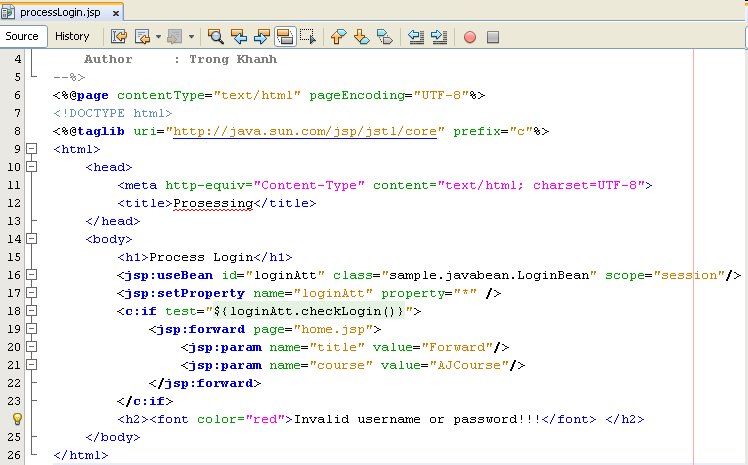 processLogin.jsp x
Source History
4 Author : Trong Khanh
5 --%>
6 <%@page contentType="text/html" pageEncoding="UTF-8"%>
7 <!DOCTYPE html>
8 <%@taglib uri="http://java.sun.com/jsp/jstl/core" prefix="c"%>
9 <html>
10 <head>
11 <meta http-equiv="Content-Type" content="text/html; charset=UTF-8">
12 <title>Prosessing</title>
13 </head>
14 <body>
15 <h1>Process Login</h1>
16 <jsp:useBean id="loginAtt" class="sample.javabean.LoginBean" scope="session"/>
17 <jsp:setProperty name="loginAtt" property="*" />
18 <c:if test="${loginAtt.checkLogin()}">
19 <jsp:forward page="home.jsp">
20 <jsp:param name="title" value="Forward"/>
21 <jsp:param name="course" value="AJCourse"/>
22 </jsp:forward>
23 </c:if>
<h2><font color="red">Invalid username or password!!!</font> </h2>
25 </body>
26 </html>